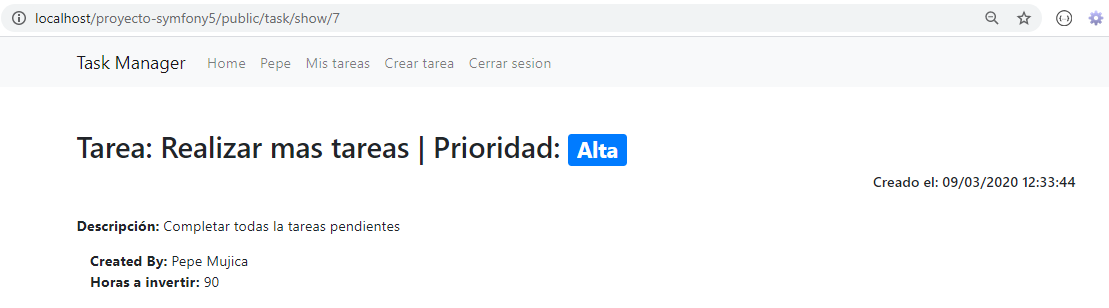 localhost/proyecto-symfony5/public/task/show/7
Task Manager Home Pepe Mis tareas Crear tarea Cerrar sesion
Tarea: Realizar mas tareas | Prioridad: Alta
Creado el: 09/03/2020 12:33:44
Descripción: Completar todas la tareas pendientes
Created By: Pepe Mujica
Horas a invertir: 90